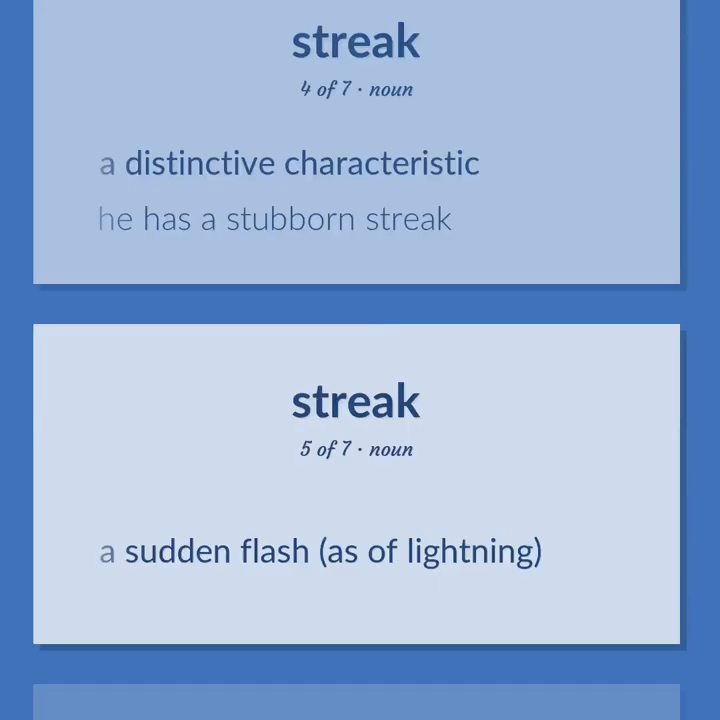 streak
4 of 7 · noun
a distinctive characteristic
he has a stubborn streak
streak
5 of 7 · noun
a sudden flash (as of lightning)